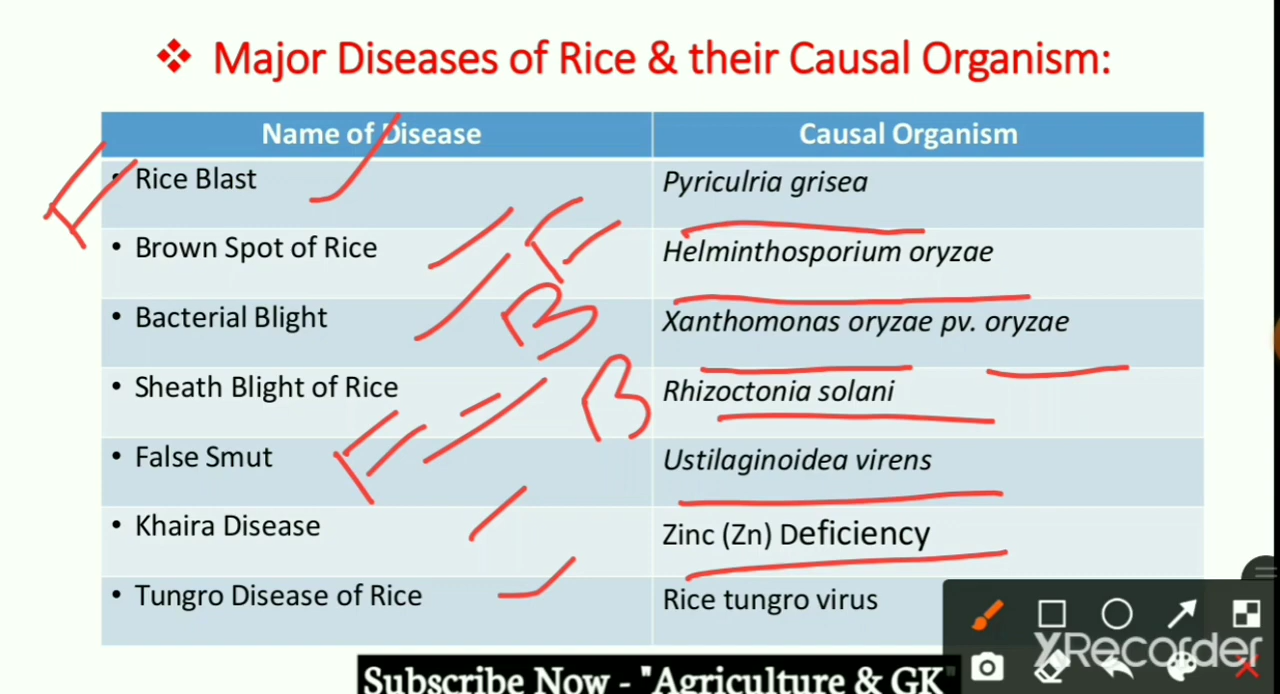 ❖ Major Diseases of Rice & their Causal Organism:
Name of Disease Causal Organism
• Rice Blast Pyriculria grisea
F
• Brown Spot of Rice Helminthosporium oryzae
F
• Bacterial Blight Xanthomonas oryzae pv. oryzae
B
• Sheath Blight of Rice Rhizoctonia solani
B
• False Smut Ustilaginoidea virens
F
• Khaira Disease Zinc (Zn) Deficiency
• Tungro Disease of Rice Rice tungro virus
XRecorder
Subscribe Now - "Agriculture & GK"